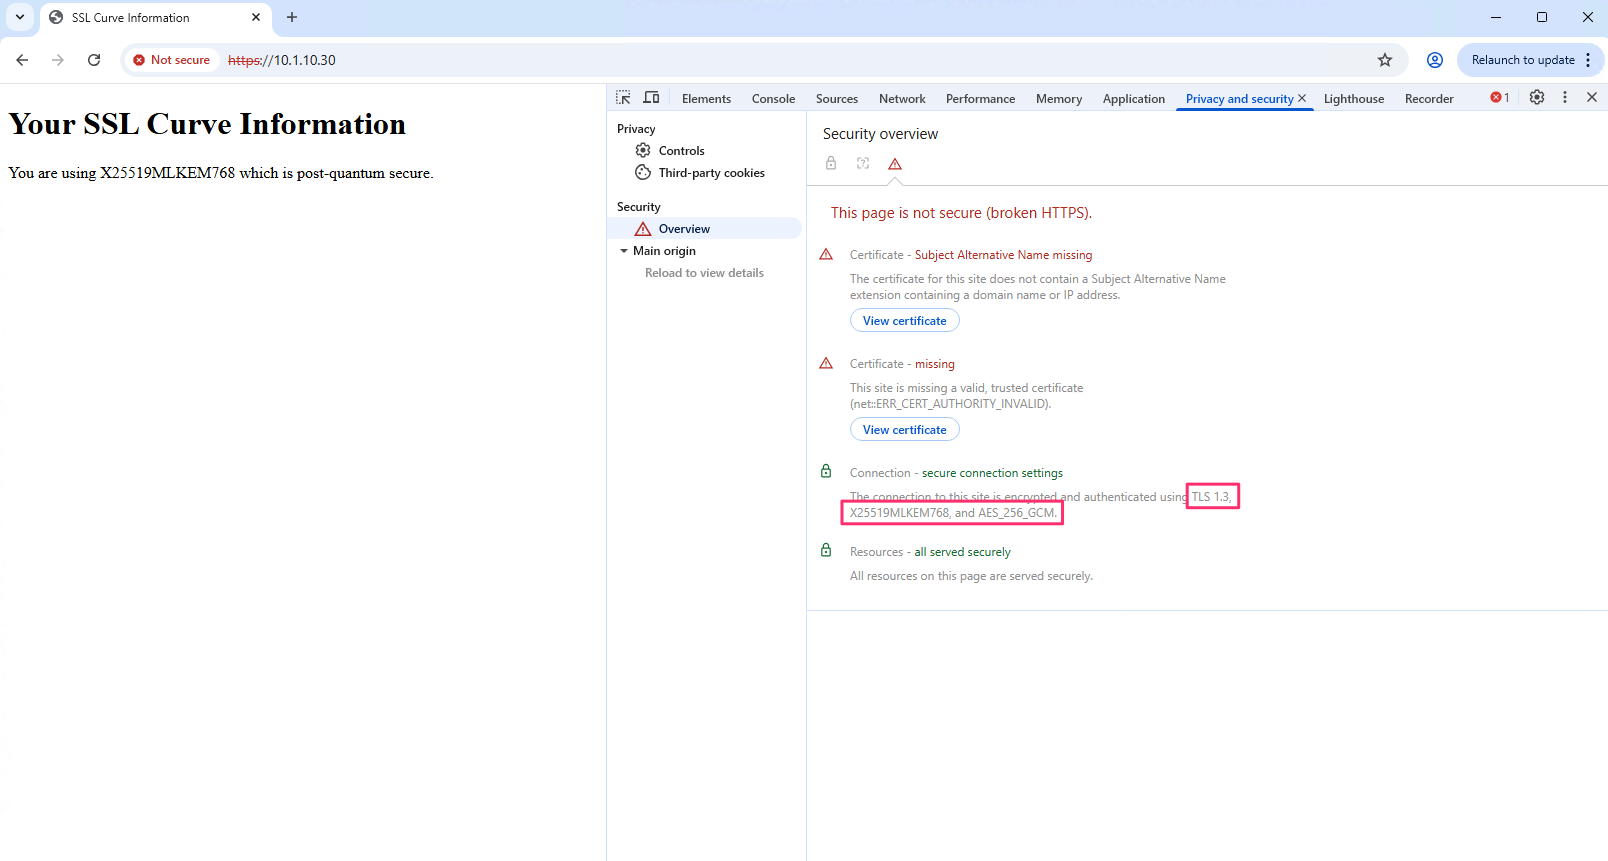 SSL Curve Information
Not secure
https://10.1.10.30
Relaunch to update
Your SSL Curve Information
You are using X25519MLKEM768 which is post-quantum secure.
Elements
Console
Sources
Network
Performance
Memory
Application
Privacy and security
Lighthouse
Recorder
1
Privacy
Controls
Third-party cookies
Security
Overview
Main origin
Reload to view details
Security overview
This page is not secure (broken HTTPS).
Certificate - Subject Alternative Name missing
The certificate for this site does not contain a Subject Alternative Name
extension containing a domain name or IP address.
View certificate
Certificate - missing
This site is missing a valid, trusted certificate
(net::ERR_CERT_AUTHORITY_INVALID).
View certificate
Connection - secure connection settings
The connection to this site is encrypted and authenticated using TLS 1.3,
X25519MLKEM768, and AES_256_GCM.
Resources - all served securely
All resources on this page are served securely.